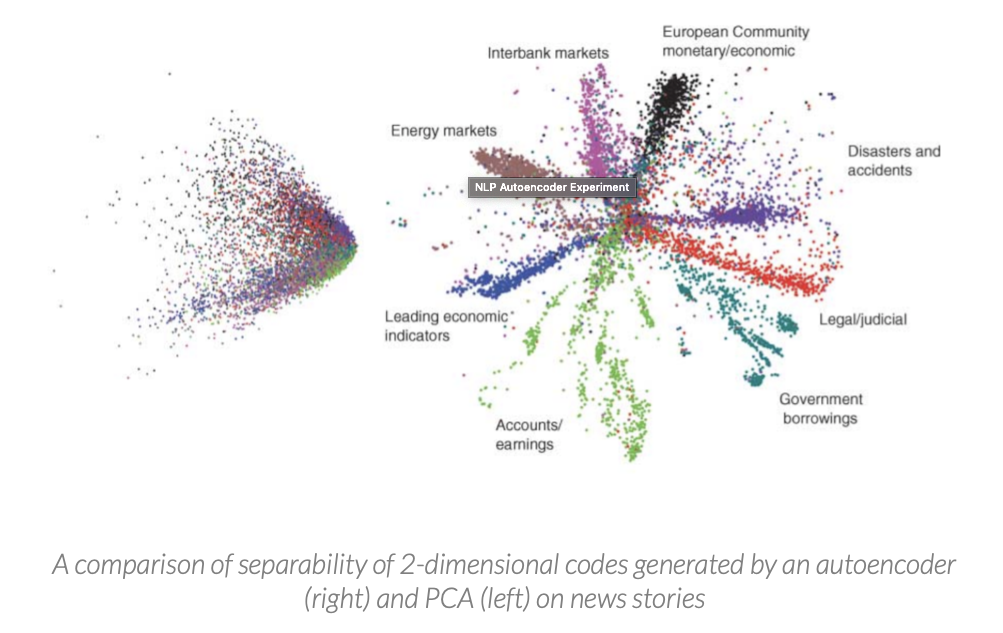 European Community
monetary/economic
Interbank markets
Energy markets
Disasters and
accidents
NLP Autoencoder Experiment
Leading economic
indicators
Legal/judicial
Government
borrowings
Accounts/
earnings
A comparison of separability of 2-dimensional codes generated by an autoencoder
(right) and PCA (left) on news stories